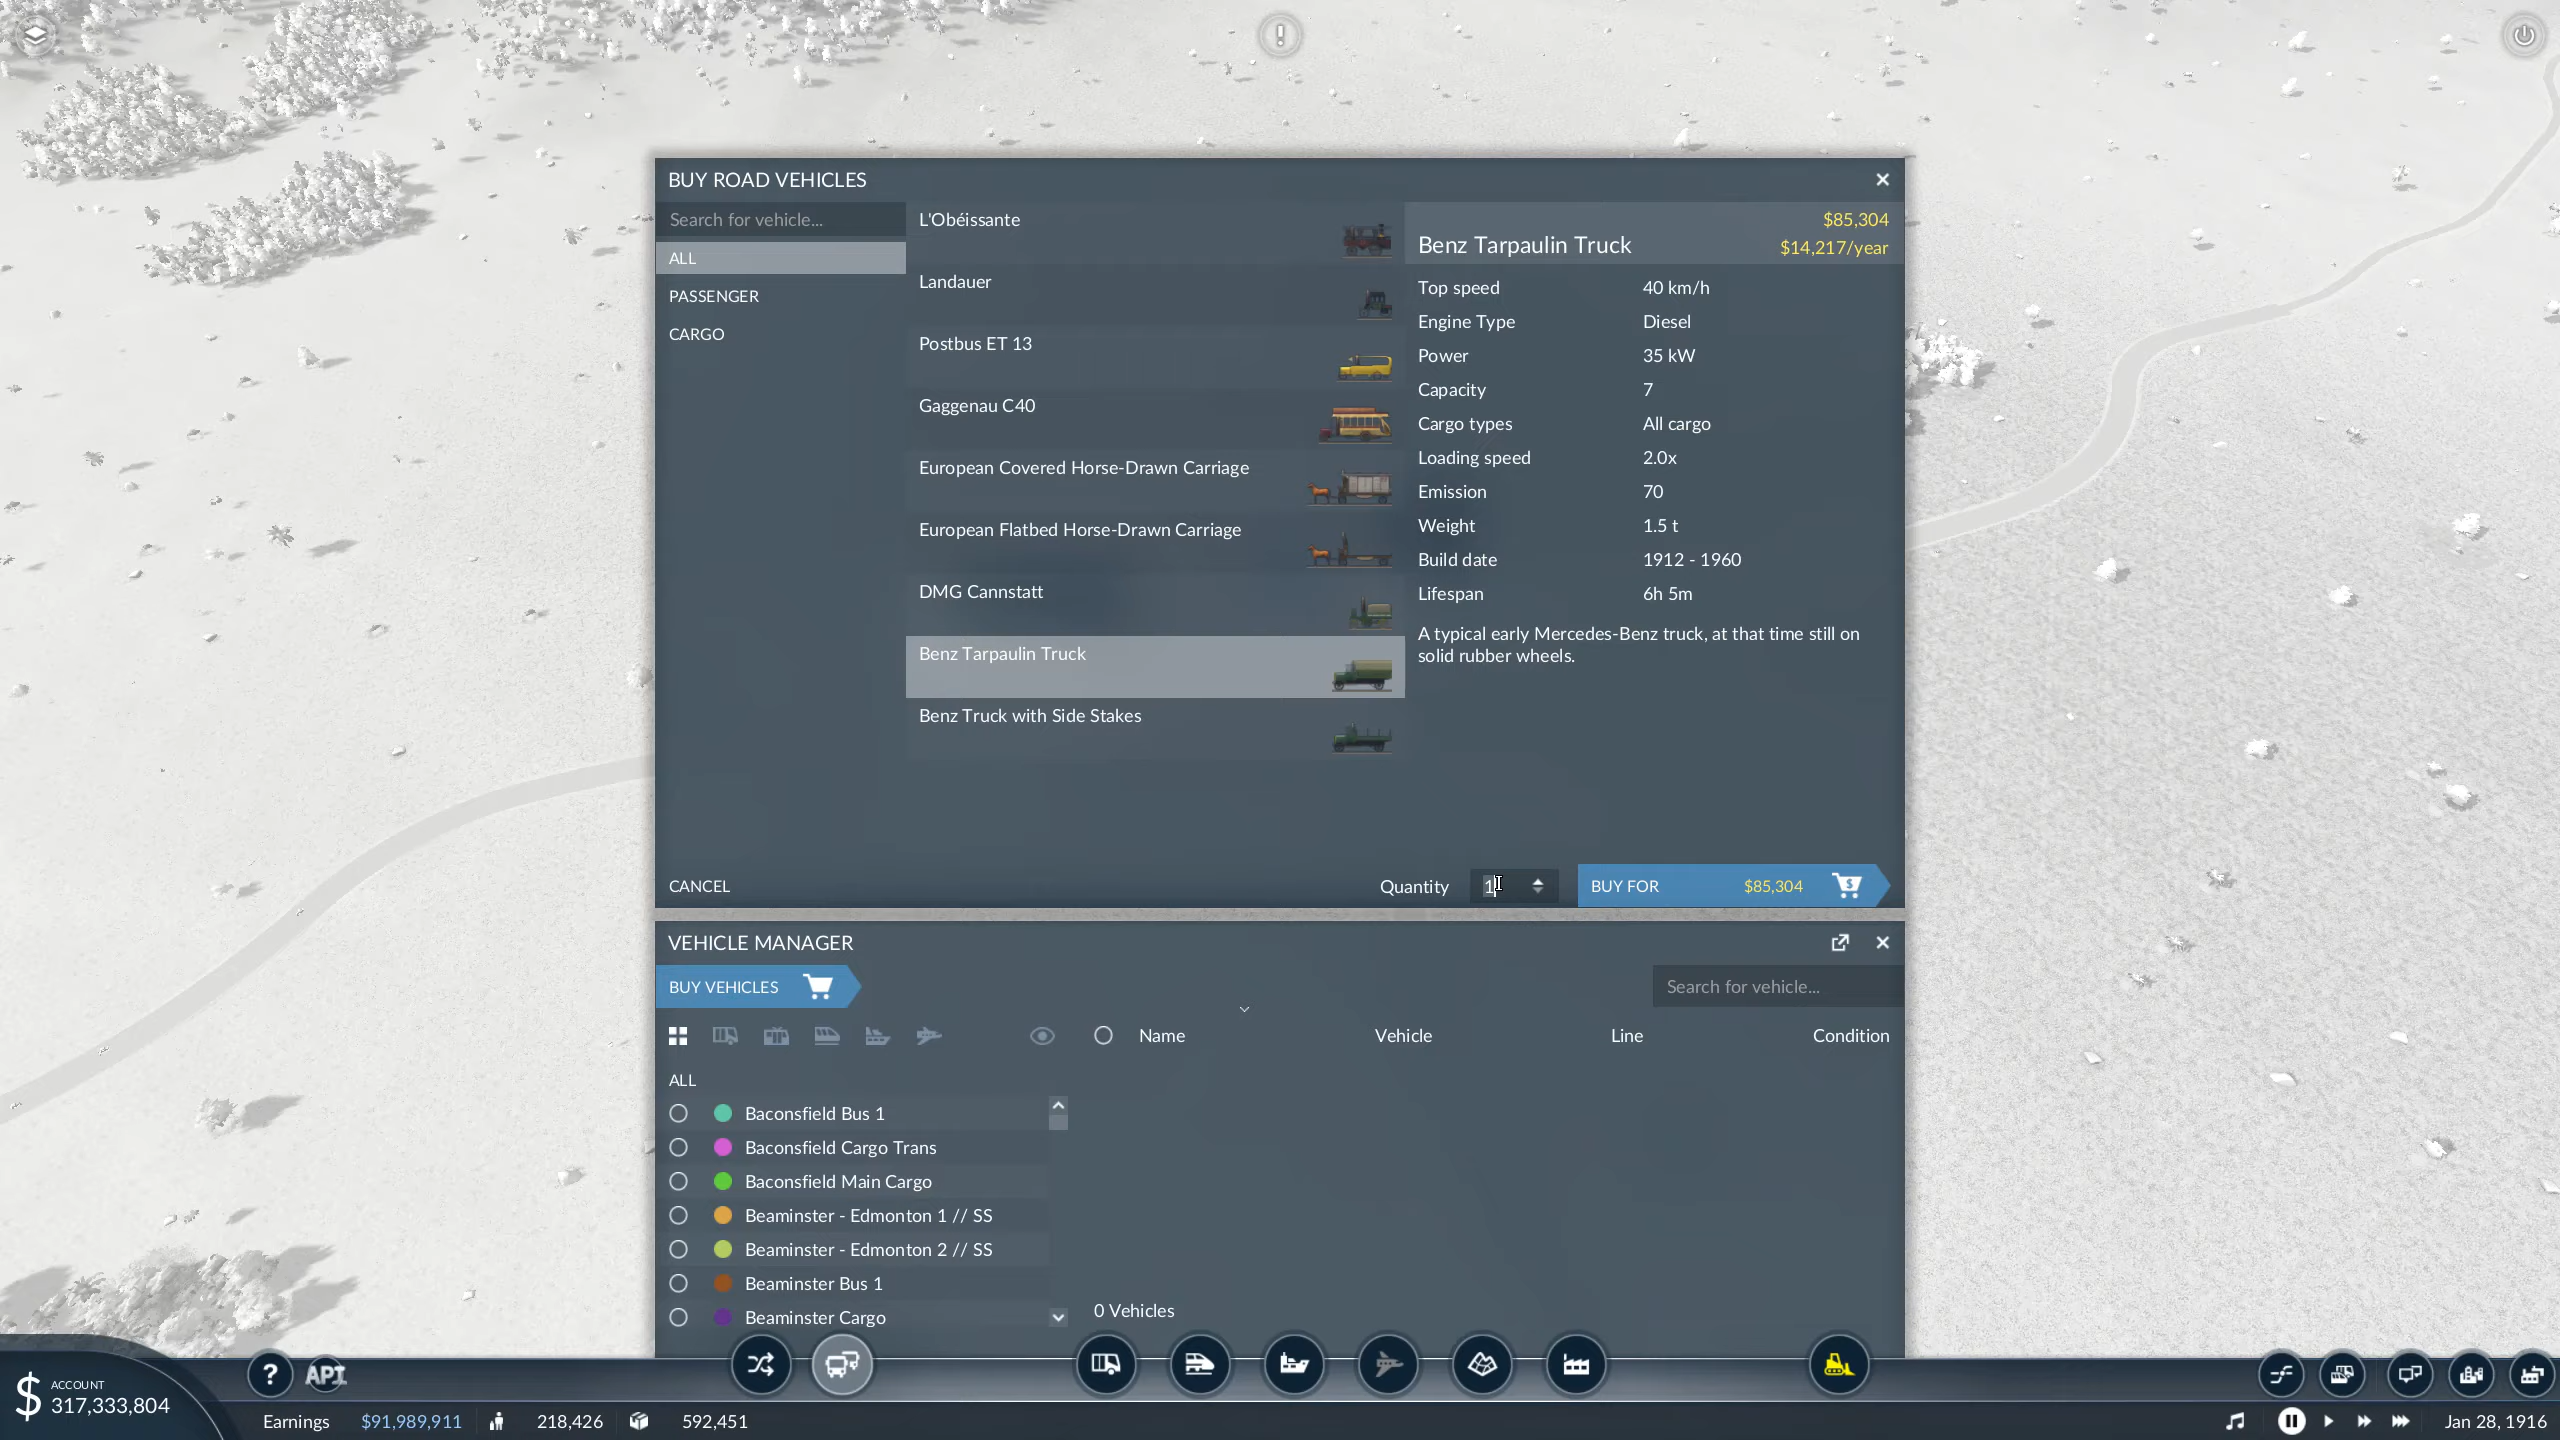 BUY ROAD VEHICLES
Search for vehicle...
ALL
PASSENGER
CARGO
L'Obéissante
Landauer
Postbus ET 13
Gaggenau C40
European Covered Horse-Drawn Carriage
European Flatbed Horse-Drawn Carriage
DMG Cannstatt
Benz Tarpaulin Truck
Benz Truck with Side Stakes
$85,304
Benz Tarpaulin Truck
$14,217/year
Top speed 40 km/h
Engine Type Diesel
Power 35 kW
Capacity 7
Cargo types All cargo
Loading speed 2.0x
Emission 70
Weight 1.5 t
Build date 1912 - 1960
Lifespan 6h 5m
A typical early Mercedes-Benz truck, at that time still on
solid rubber wheels.
CANCEL
Quantity 1
BUY FOR $85,304
VEHICLE MANAGER
BUY VEHICLES
Search for vehicle...
Name Vehicle Line Condition
ALL
Baconsfield Bus 1
Baconsfield Cargo Trans
Baconsfield Main Cargo
Beaminster - Edmonton 1 // SS
Beaminster - Edmonton 2 // SS
Beaminster Bus 1
Beaminster Cargo
0 Vehicles
$ ACCOUNT
317,333,804
? API
Earnings $91,989,911 218,426 592,451
Jan 28, 1916